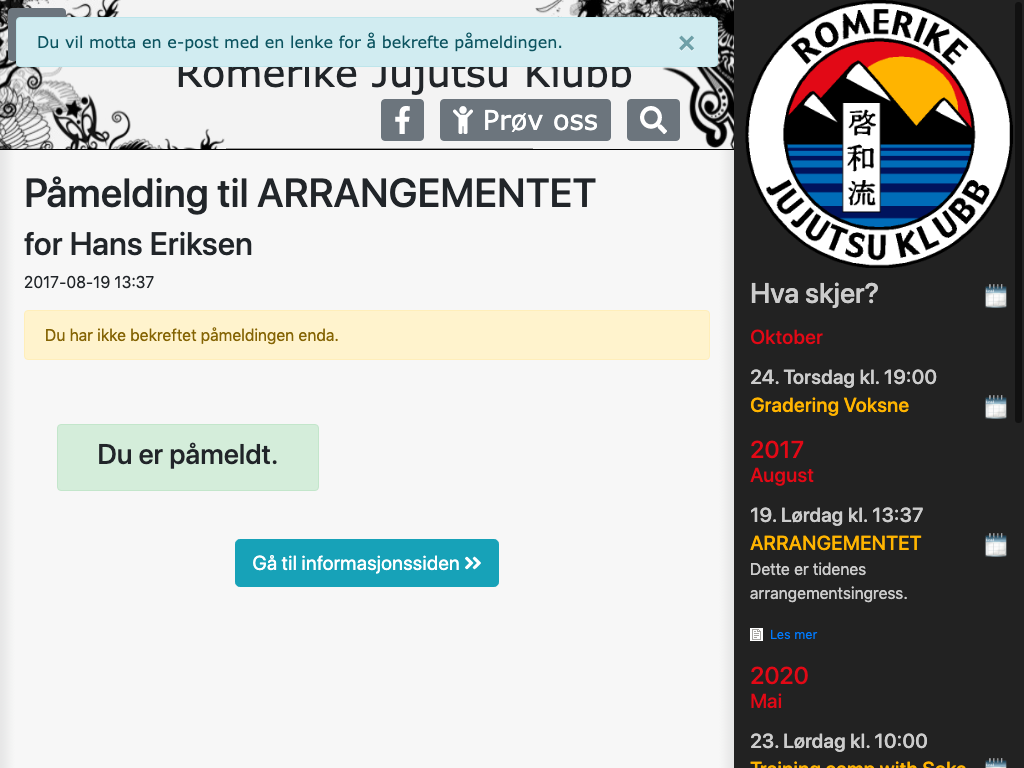 Du vil motta en e-post med en lenke for å bekrefte påmeldingen.
×
Romerike Jujutsu Klubb
Prøv oss
Påmelding til ARRANGEMENTET
for Hans Eriksen
2017-08-19 13:37
Du har ikke bekreftet påmeldingen enda.
Du er påmeldt.
Gå til informasjonssiden »
ROMERIKE
啓和流
JUJUTSU KLUBB
Hva skjer?
Oktober
24. Torsdag kl. 19:00
Gradering Voksne
2017
August
19. Lørdag kl. 13:37
ARRANGEMENTET
Dette er tidenes
arrangementsingress.
Les mer
2020
Mai
23. Lørdag kl. 10:00
Training camp with Soke